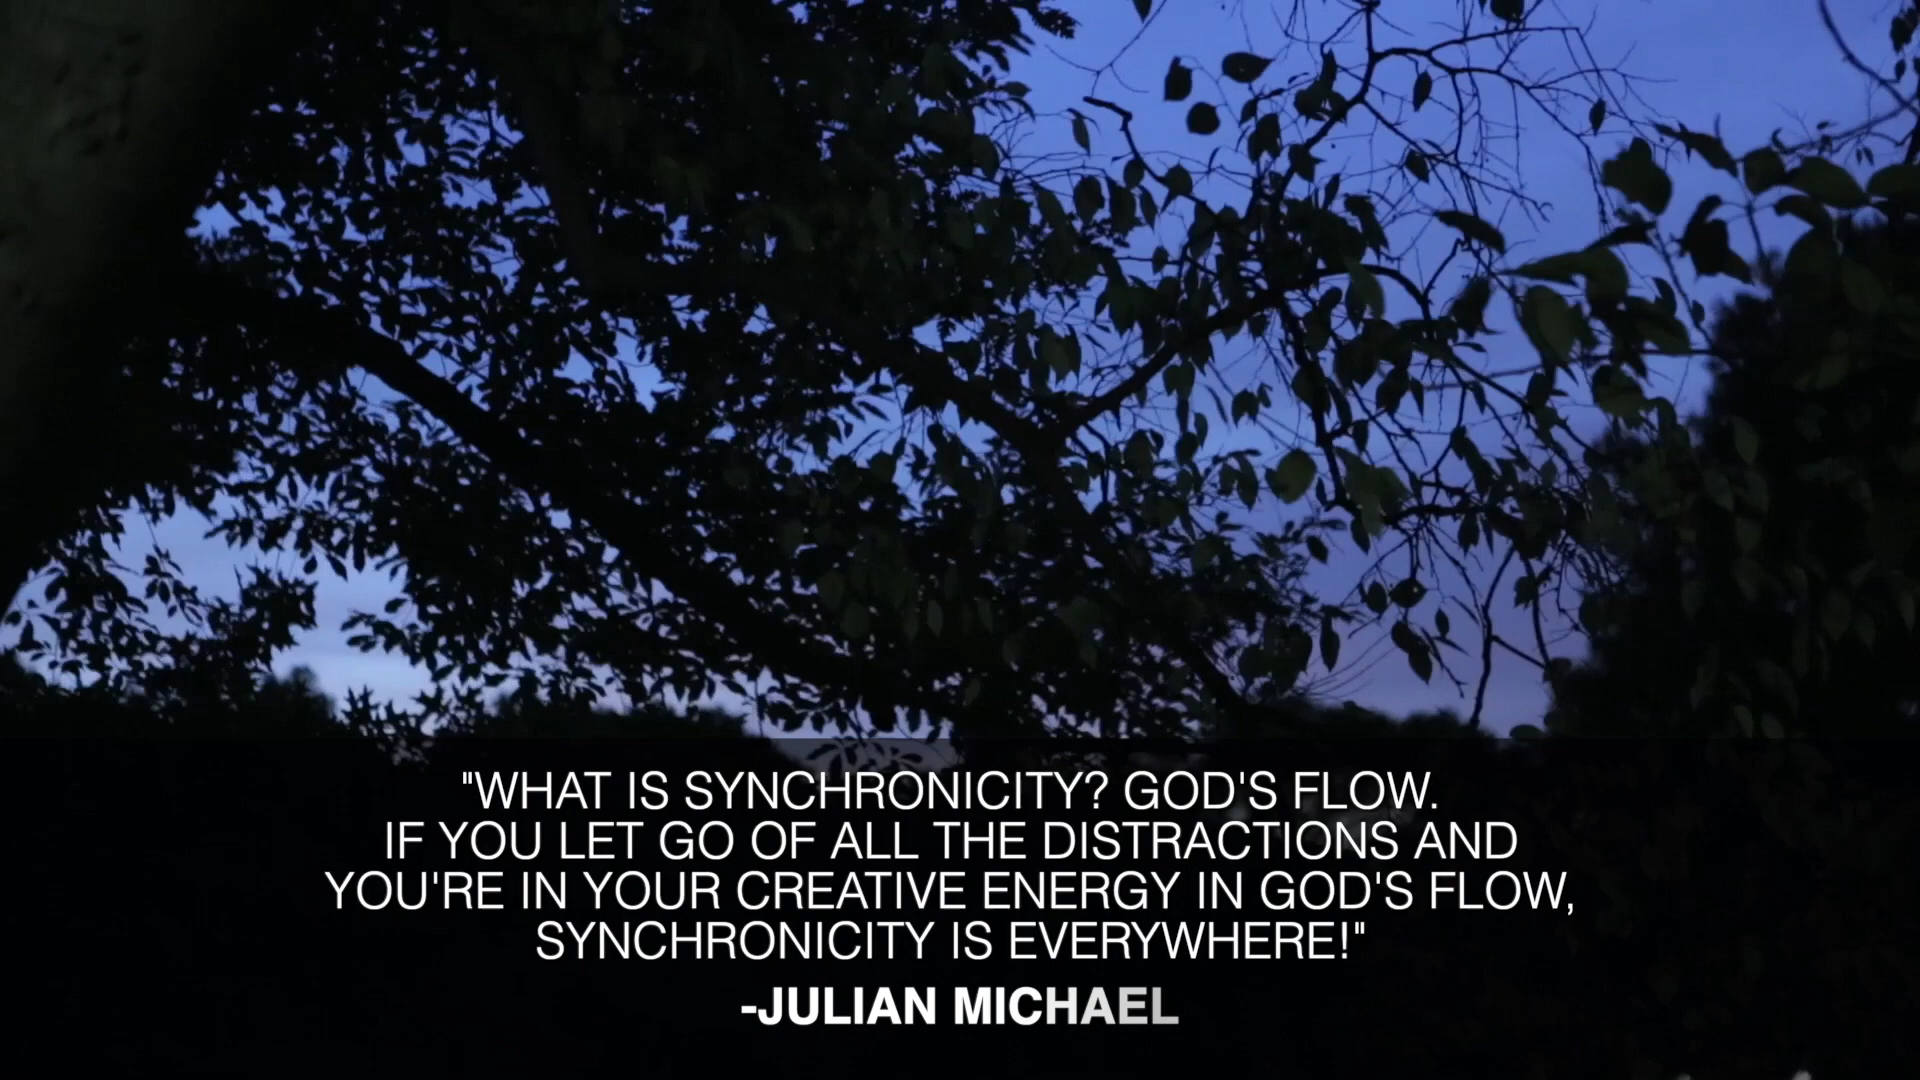 "WHAT IS SYNCHRONICITY? GOD'S FLOW.
IF YOU LET GO OF ALL THE DISTRACTIONS AND
YOU'RE IN YOUR CREATIVE ENERGY IN GOD'S FLOW,
SYNCHRONICITY IS EVERYWHERE!"
-JULIAN MICHAEL